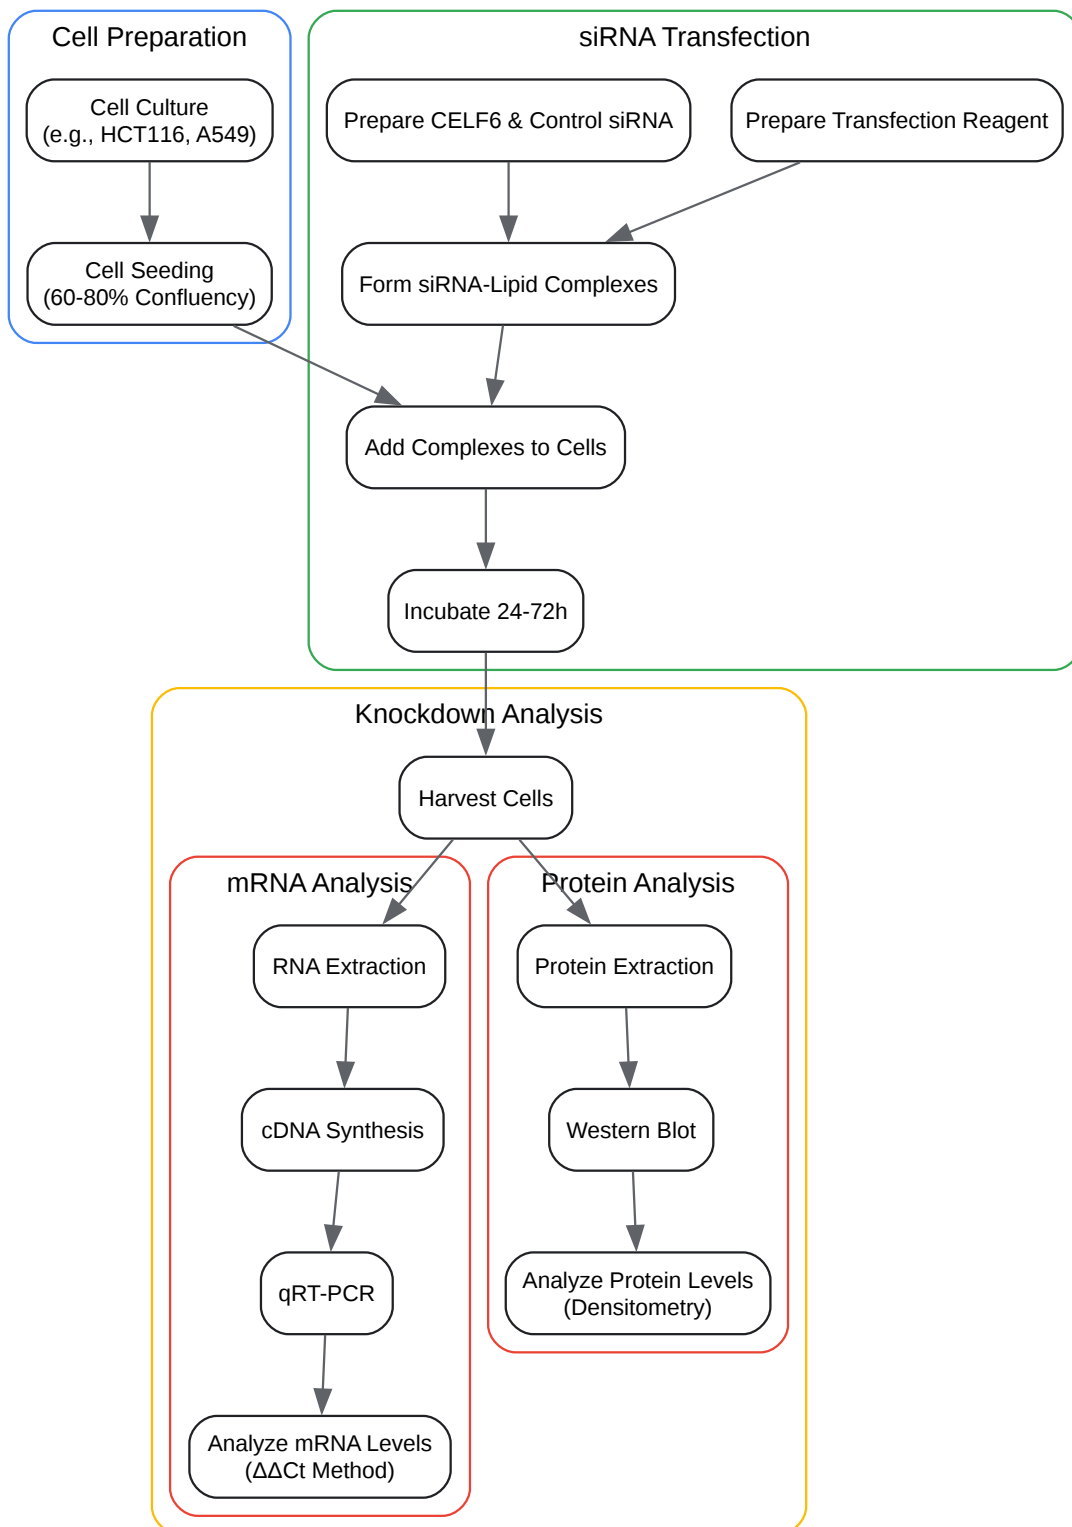 Cell Preparation
Cell Culture
(e.g., HCT116, A549)
Cell Seeding
(60-80% Confluency)
siRNA Transfection
Prepare CELF6 & Control siRNA
Prepare Transfection Reagent
Form siRNA-Lipid Complexes
Add Complexes to Cells
Incubate 24-72h
Knockdown Analysis
Harvest Cells
mRNA Analysis
RNA Extraction
cDNA Synthesis
qRT-PCR
Analyze mRNA Levels
(ΔΔCt Method)
Protein Analysis
Protein Extraction
Western Blot
Analyze Protein Levels
(Densitometry)